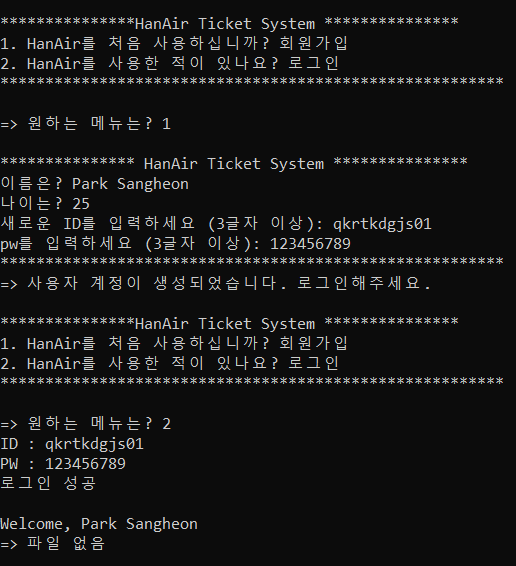 ***************HanAir Ticket System ***************
1. HanAir를 처음 사용하십니까? 회원가입
2. HanAir를 사용한 적이 있나요? 로그인
********************************************************
=> 원하는 메뉴는? 1
*************** HanAir Ticket System ***************
이름은? Park Sangheon
나이는? 25
새로운 ID를 입력하세요 (3글자 이상): qkrtkdgjs01
pw를 입력하세요 (3글자 이상): 123456789
********************************************************
=> 사용자 계정이 생성되었습니다. 로그인해주세요.
***************HanAir Ticket System ***************
1. HanAir를 처음 사용하십니까? 회원가입
2. HanAir를 사용한 적이 있나요? 로그인
********************************************************
=> 원하는 메뉴는? 2
ID : qkrtkdgjs01
PW : 123456789
로그인 성공
Welcome, Park Sangheon
=> 파일 없음